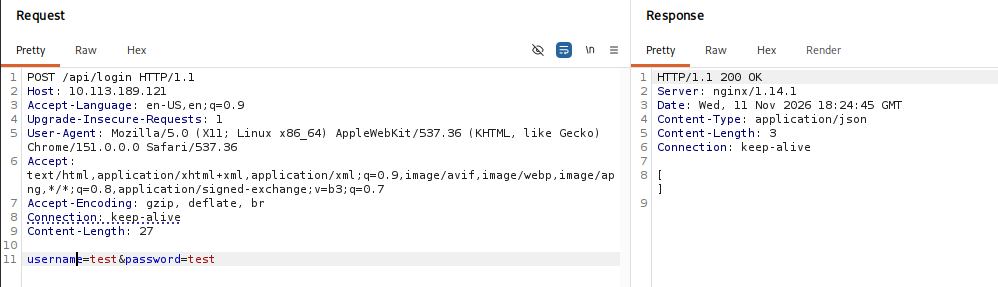 Request
Pretty Raw Hex \n
1 POST /api/login HTTP/1.1
2 Host: 10.113.189.121
3 Accept-Language: en-US,en;q=0.9
4 Upgrade-Insecure-Requests: 1
5 User-Agent: Mozilla/5.0 (X11; Linux x86_64) AppleWebKit/537.36 (KHTML, like Gecko)
Chrome/151.0.0.0 Safari/537.36
6 Accept:
text/html,application/xhtml+xml,application/xml;q=0.9,image/avif,image/webp,image/ap
ng,*/*;q=0.8,application/signed-exchange;v=b3;q=0.7
7 Accept-Encoding: gzip, deflate, br
8 Connection: keep-alive
9 Content-Length: 27
10
11 username=test&password=test
Response
Pretty Raw Hex Render
1 HTTP/1.1 200 OK
2 Server: nginx/1.14.1
3 Date: Wed, 11 Nov 2026 18:24:45 GMT
4 Content-Type: application/json
5 Content-Length: 3
6 Connection: keep-alive
7
8 [
]
9